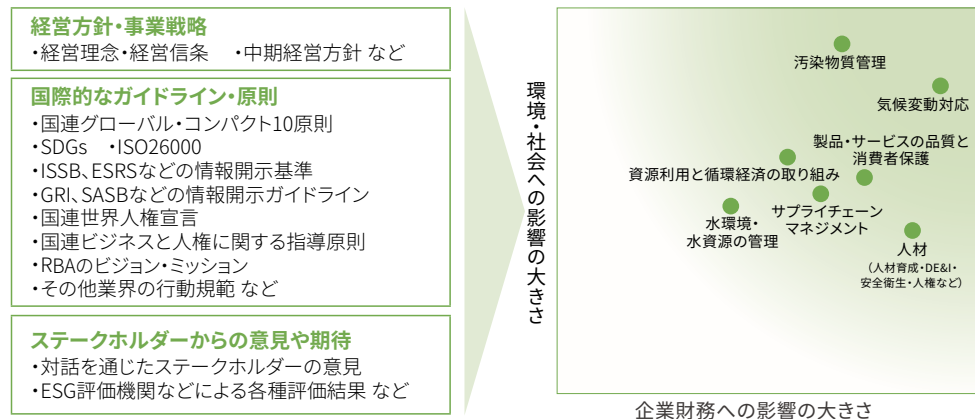 経営方針・事業戦略
・経営理念・経営信条 ・中期経営方針 など
国際的なガイドライン・原則
・国連グローバル・コンパクト10原則
・SDGs ・ISO26000
・ISSB、ESRSなどの情報開示基準
・GRI、SASBなどの情報開示ガイドライン
・国連世界人権宣言
・国連ビジネスと人権に関する指導原則
・RBAのビジョン・ミッション
・その他業界の行動規範 など
ステークホルダーからの意見や期待
・対話を通じたステークホルダーの意見
・ESG評価機関などによる各種評価結果 など
環境・社会への影響の大きさ
汚染物質管理
気候変動対応
製品・サービスの品質と
消費者保護
資源利用と循環経済の取り組み
サプライチェーン
マネジメント
水環境・
水資源の管理
人材
（人材育成・DE&I・
安全衛生・人権など）
企業財務への影響の大きさ